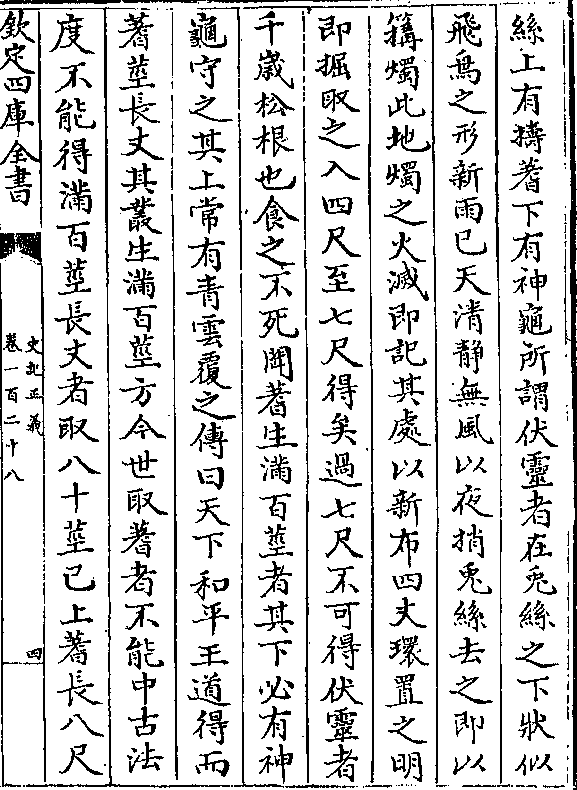 絲上有擣蓍下有神龜所謂伏靈者在兎絲之下狀似
飛鳥之形新雨已天清靜無風以夜捎兎絲去之即以
篝燭此地燭之火滅即記其處以新布四丈環置之明
即掘取之入四尺至七尺得矣過七尺不可得伏靈者
千歲松根也食之不死聞蓍生滿百莖者其下必有神
龜守之其上常有青雲覆之傳曰天下和平王道得而
蓍莖長丈其叢生滿百莖方今世取蓍者不能中古法
度不能得滿百莖長丈者取八十莖已上蓍長八尺
欽定四庫全書
史記正義
卷一百二十八
四